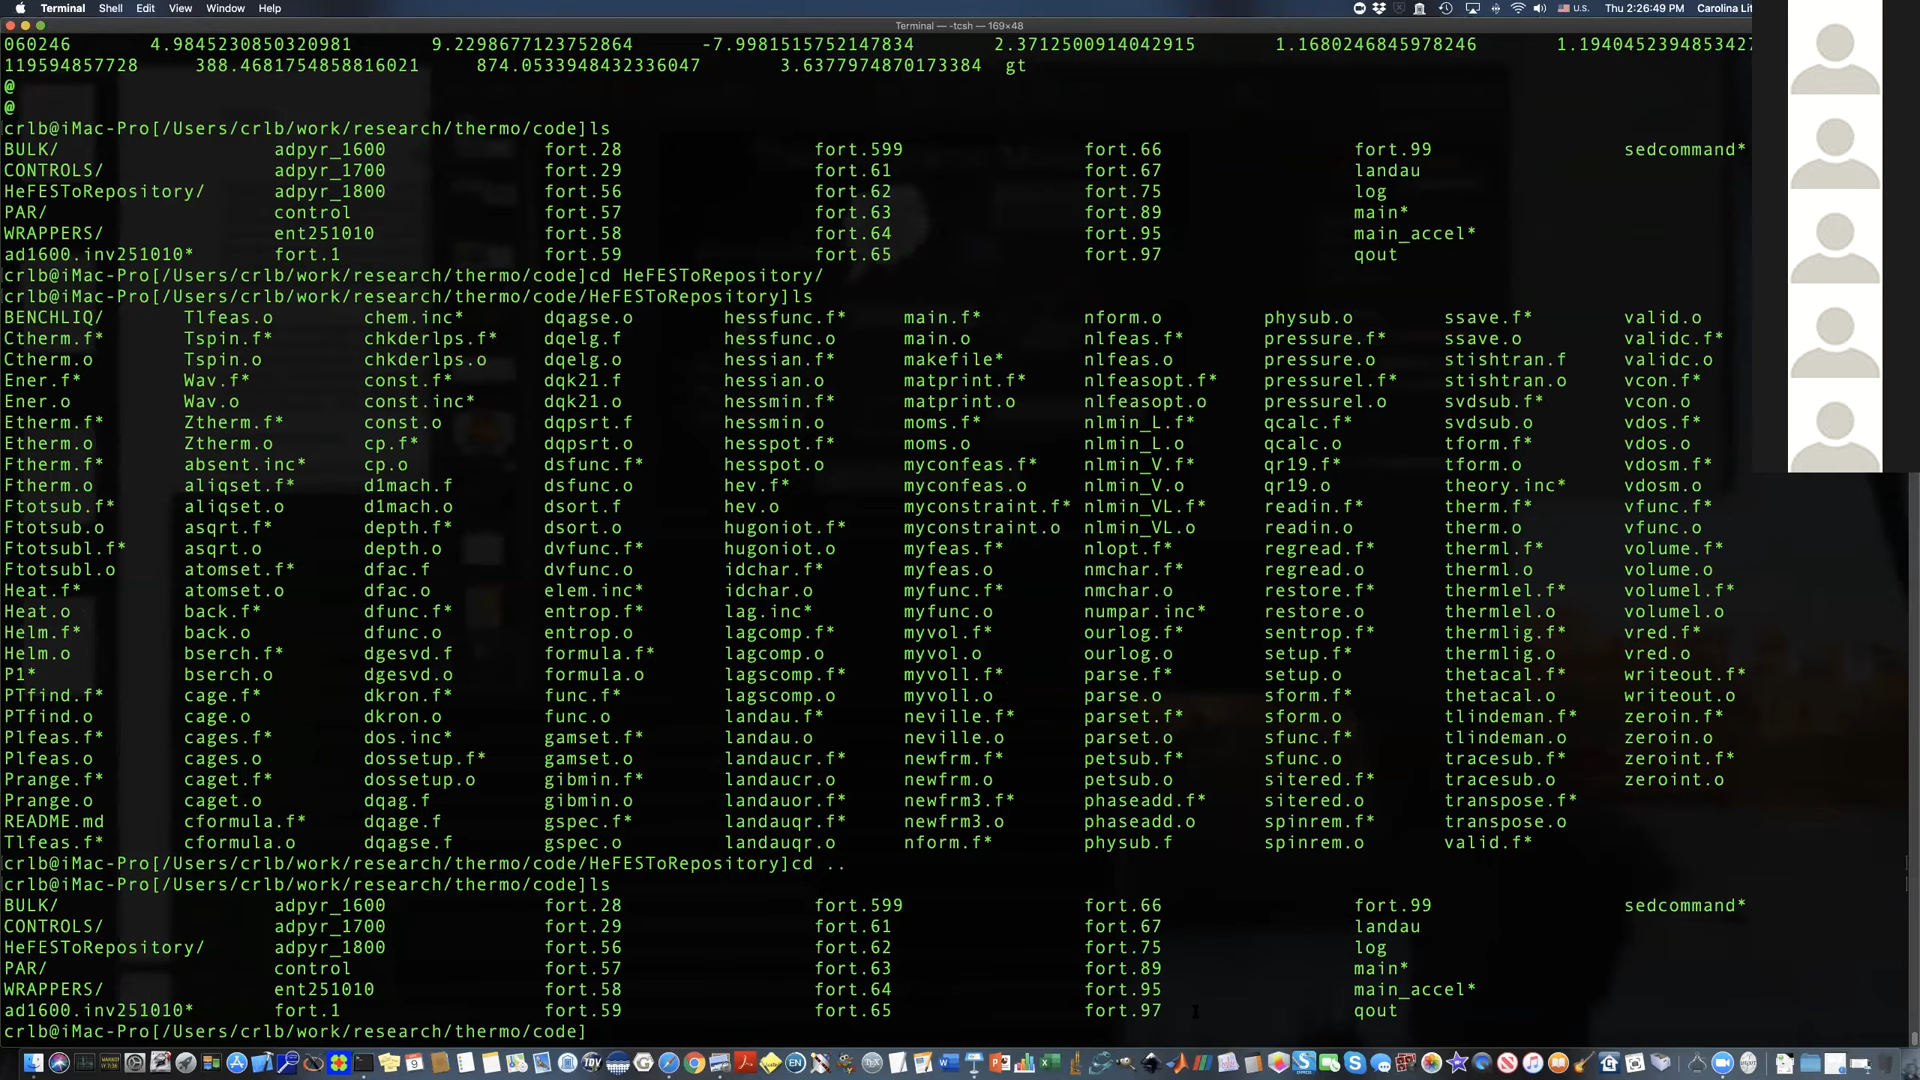 Terminal Shell Edit View Window Help U.S. Thu 2:26:49 PM Carolina Lit
Terminal — -tcsh — 169×48
060246 4.9845230850320981 9.2298677123752864 -7.9981515752147834 2.3712500914042915 1.1680246845978246 1.1940452394853427
119594857728 388.4681754858816021 874.0533948432336047 3.6377974870173384 gt
@
@
crlb@iMac-Pro[/Users/crlb/work/research/thermo/code]ls
BULK/ adpyr_1600 fort.28 fort.599 fort.66 fort.99 sedcommand*
CONTROLS/ adpyr_1700 fort.29 fort.61 fort.67 landau
HeFESToRepository/ adpyr_1800 fort.56 fort.62 fort.75 log
PAR/ control fort.57 fort.63 fort.89 main*
WRAPPERS/ ent251010 fort.58 fort.64 fort.95 main_accel*
ad1600.inv251010* fort.1 fort.59 fort.65 fort.97 qout
crlb@iMac-Pro[/Users/crlb/work/research/thermo/code]cd HeFESToRepository/
crlb@iMac-Pro[/Users/crlb/work/research/thermo/code/HeFESToRepository]ls
BENCHLIQ/ Tlfeas.o chem.inc* dqagse.o hessfunc.f* main.f* nform.o physub.o ssave.f* valid.o
Ctherm.f* Tspin.f* chkderlps.f* dqelg.f hessfunc.o main.o nlfeas.f* pressure.f* ssave.o validc.f*
Ctherm.o Tspin.o chkderlps.o dqelg.o hessian.f* makefile* nlfeas.o pressure.o stishtran.f validc.o
Ener.f* Wav.f* const.f* dqk21.f hessian.o matprint.f* nlfeasopt.f* pressurel.f* stishtran.o vcon.f*
Ener.o Wav.o const.inc* dqk21.o hessmin.f* matprint.o nlfeasopt.o pressurel.o svdsub.f* vcon.o
Etherm.f* Ztherm.f* const.o dqpsrt.f hessmin.o moms.f* nlmin_L.f* qcalc.f* svdsub.o vdos.f*
Etherm.o Ztherm.o cp.f* dqpsrt.o hesspot.f* moms.o nlmin_L.o qcalc.o tform.f* vdos.o
Ftherm.f* absent.inc* cp.o dsfunc.f* hesspot.o myconfeas.f* nlmin_V.f* qr19.f* tform.o vdosm.f*
Ftherm.o aliqset.f* d1mach.f dsfunc.o hev.f* myconfeas.o nlmin_V.o qr19.o theory.inc* vdosm.o
Ftotsub.f* aliqset.o d1mach.o dsort.f hev.o myconstraint.f* nlmin_VL.f* readin.f* therm.f* vfunc.f*
Ftotsub.o asqrt.f* depth.f* dsort.o hugoniot.f* myconstraint.o nlmin_VL.o readin.o therm.o vfunc.o
Ftotsubl.f* asqrt.o depth.o dvfunc.f* hugoniot.o myfeas.f* nlopt.f* regread.f* therml.f* volume.f*
Ftotsubl.o atomset.f* dfac.f dvfunc.o idchar.f* myfeas.o nmchar.f* regread.o therml.o volume.o
Heat.f* atomset.o dfac.o elem.inc* idchar.o myfunc.f* nmchar.o restore.f* thermlel.f* volumel.f*
Heat.o back.f* dfunc.f* entrop.f* lag.inc* myfunc.o numpar.inc* restore.o thermlel.o volumel.o
Helm.f* back.o dfunc.o entrop.o lagcomp.f* myvol.f* ourlog.f* sentrop.f* thermlig.f* vred.f*
Helm.o bserch.f* dgesvd.f formula.f* lagcomp.o myvol.o ourlog.o setup.f* thermlig.o vred.o
P1* bserch.o dgesvd.o formula.o lagscomp.f* myvoll.f* parse.f* setup.o thetacal.f* writeout.f*
PTfind.f* cage.f* dkron.f* func.f* lagscomp.o myvoll.o parse.o sform.f* thetacal.o writeout.o
PTfind.o cage.o dkron.o func.o landau.f* neville.f* parset.f* sform.o tlindeman.f* zeroin.f*
Plfeas.f* cages.f* dos.inc* gamset.f* landau.o neville.o parset.o sfunc.f* tlindeman.o zeroin.o
Plfeas.o cages.o dossetup.f* gamset.o landaucr.f* newfrm.f* petsub.f* sfunc.o tracesub.f* zeroint.f*
Prange.f* caget.f* dossetup.o gibmin.f* landaucr.o newfrm.o petsub.o sitered.f* tracesub.o zeroint.o
Prange.o caget.o dqag.f gibmin.o landauor.f* newfrm3.f* phaseadd.f* sitered.o transpose.f*
README.md cformula.f* dqage.f gspec.f* landauqr.f* newfrm3.o phaseadd.o spinrem.f* transpose.o
Tlfeas.f* cformula.o dqagse.f gspec.o landauqr.o nform.f* physub.f spinrem.o valid.f*
crlb@iMac-Pro[/Users/crlb/work/research/thermo/code/HeFESToRepository]cd ..
crlb@iMac-Pro[/Users/crlb/work/research/thermo/code]ls
BULK/ adpyr_1600 fort.28 fort.599 fort.66 fort.99 sedcommand*
CONTROLS/ adpyr_1700 fort.29 fort.61 fort.67 landau
HeFESToRepository/ adpyr_1800 fort.56 fort.62 fort.75 log
PAR/ control fort.57 fort.63 fort.89 main*
WRAPPERS/ ent251010 fort.58 fort.64 fort.95 main_accel*
ad1600.inv251010* fort.1 fort.59 fort.65 fort.97 qout
crlb@iMac-Pro[/Users/crlb/work/research/thermo/code]